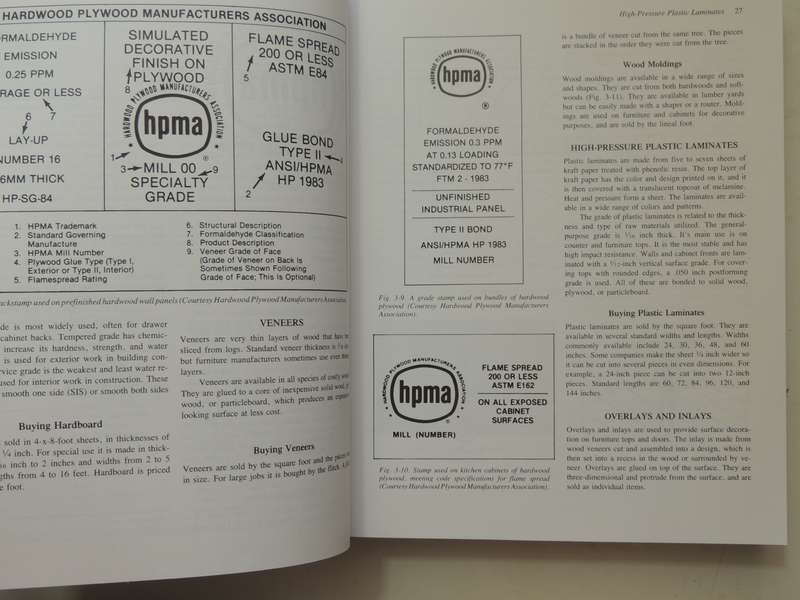 HARDWOOD PLYWOOD MANUFACTURERS ASSOCIATION
FORMALDEHYDE
EMISSION
0.25 PPM
OR LESS
6 7
LAY-UP
NUMBER 16
6MM THICK
HP-SG-84
SIMULATED
DECORATIVE
FINISH ON
PLYWOOD
8
HARDWOOD PLYWOOD MANUFACTURERS ASSOCIATION
hpma
®
1
3 MILL 00 9
SPECIALTY
GRADE
FLAME SPREAD
200 OR LESS
ASTM E84
5
GLUE BOND
TYPE II 4
ANSI/HPMA
HP 1983
2
1. HPMA Trademark
2. Standard Governing
Manufacture
3. HPMA Mill Number
4. Plywood Glue Type (Type I,
Exterior or Type II, Interior)
5. Flamespread Rating
6. Structural Description
7. Formaldehyde Classification
8. Product Description
9. Veneer Grade of Face
(Grade of Veneer on Back Is
Sometimes Shown Following
Grade of Face; This Is Optional)
backstamp used on prefinished hardwood wall panels (Courtesy Hardwood Plywood Manufacturers Association
is most widely used, often for drawer
cabinet backs. Tempered grade has chemic-
increase its hardness, strength, and water
is used for exterior work in building con-
grade is the weakest and least water re-
used for interior work in construction. These
smooth one side (SIS) or smooth both sides
Buying Hardboard
sold in 4-x-8-foot sheets, in thicknesses of
¼ inch. For special use it is made in thick-
inch to 2 inches and widths from 2 to 5
from 4 to 16 feet. Hardboard is priced
foot.
VENEERS
Veneers are very thin layers of wood that have
sliced from logs. Standard veneer thickness is
but furniture manufacturers sometimes use even
layers.
Veneers are available in all species of costly
They are glued to a core of inexpensive solid wood,
wood, or particleboard, which produces an
looking surface at less cost.
Buying Veneers
Veneers are sold by the square foot and the pieces
in size. For large jobs it is bought by the flitch. A
High-Pressure Plastic Laminates 27
HARDWOOD PLYWOOD MANUFACTURERS ASSOCIATION
hpma
®
FORMALDEHYDE
EMISSION 0.3 PPM
AT 0.13 LOADING
STANDARDIZED TO 77°F
FTM 2 - 1983
UNFINISHED
INDUSTRIAL PANEL
TYPE II BOND
ANSI/HPMA HP 1983
MILL NUMBER
Fig. 3-9. A grade stamp used on bundles of hardwood
plywood (Courtesy Hardwood Plywood Manufacturers
Association).
HARDWOOD PLYWOOD MANUFACTURERS ASSOCIATION
hpma
®
MILL (NUMBER)
FLAME SPREAD
200 OR LESS
ASTM E162
ON ALL EXPOSED
CABINET
SURFACES
Fig. 3-10. Stamp used on kitchen cabinets of hardwood
plywood, meeting code specifications for flame spread
(Courtesy Hardwood Plywood Manufacturers Association).
is a bundle of veneer cut from the same tree. The pieces
are stacked in the order they were cut from the tree.
Wood Moldings
Wood moldings are available in a wide range of sizes
and shapes. They are cut from both hardwoods and soft-
woods (Fig. 3-11). They are available in lumber yards
but can be easily made with a shaper or a router. Mold-
ings are used on furniture and cabinets for decorative
purposes, and are sold by the lineal foot.
HIGH-PRESSURE PLASTIC LAMINATES
Plastic laminates are made from five to seven sheets of
kraft paper treated with phenolic resin. The top layer of
kraft paper has the color and design printed on it, and it
is then covered with a translucent topcoat of melamine.
Heat and pressure form a sheet. The laminates are avail-
able in a wide range of colors and patterns.
The grade of plastic laminates is related to the thick-
ness and type of raw materials utilized. The general-
purpose grade is 1/16 inch thick. It's main use is on
counter and furniture tops. It is the most stable and has
high impact resistance. Walls and cabinet fronts are lam-
inated with a 1/32-inch vertical surface grade. For cover-
ing tops with rounded edges, a .050 inch postforming
grade is used. All of these are bonded to solid wood,
plywood, or particleboard.
Buying Plastic Laminates
Plastic laminates are sold by the square foot. They are
available in several standard widths and lengths. Widths
commonly available include 24, 30, 36, 48, and 60
inches. Some companies make the sheet ¼ inch wider so
it can be cut into several pieces in even dimensions. For
example, a 24-inch piece can be cut into two 12-inch
pieces. Standard lengths are 60, 72, 84, 96, 120, and
144 inches.
OVERLAYS AND INLAYS
Overlays and inlays are used to provide surface decora-
tion on furniture tops and doors. The inlay is made from
wood veneers cut and assembled into a design, which is
then set into a recess in the wood or surrounded by ve-
neer. Overlays are glued on top of the surface. They are
three-dimensional and protrude from the surface, and are
sold as individual items.